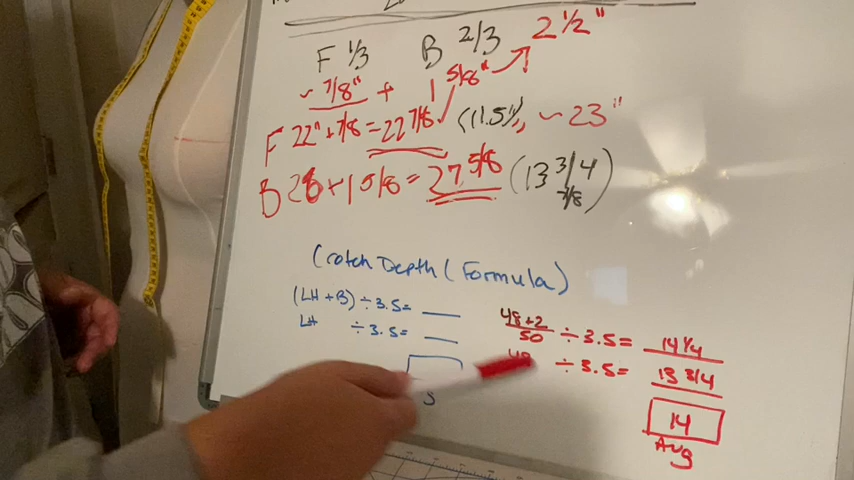 F 1/3 B 2/3 2 1/2"
~ 7/8" + 1 5/8"
F 22" + 7/8 = 22 7/8 (11.5"), ~ 23"
B 26 + 1 5/8 = 27 5/8 (13 3/4
7/8)
Crotch Depth (Formula)
(LH + B) ÷ 3.5 = ____
LH ÷ 3.5 = ____
48 + 2
50 ÷ 3.5 = 14 1/4
48 ÷ 3.5 = 13 3/4
14
Avg